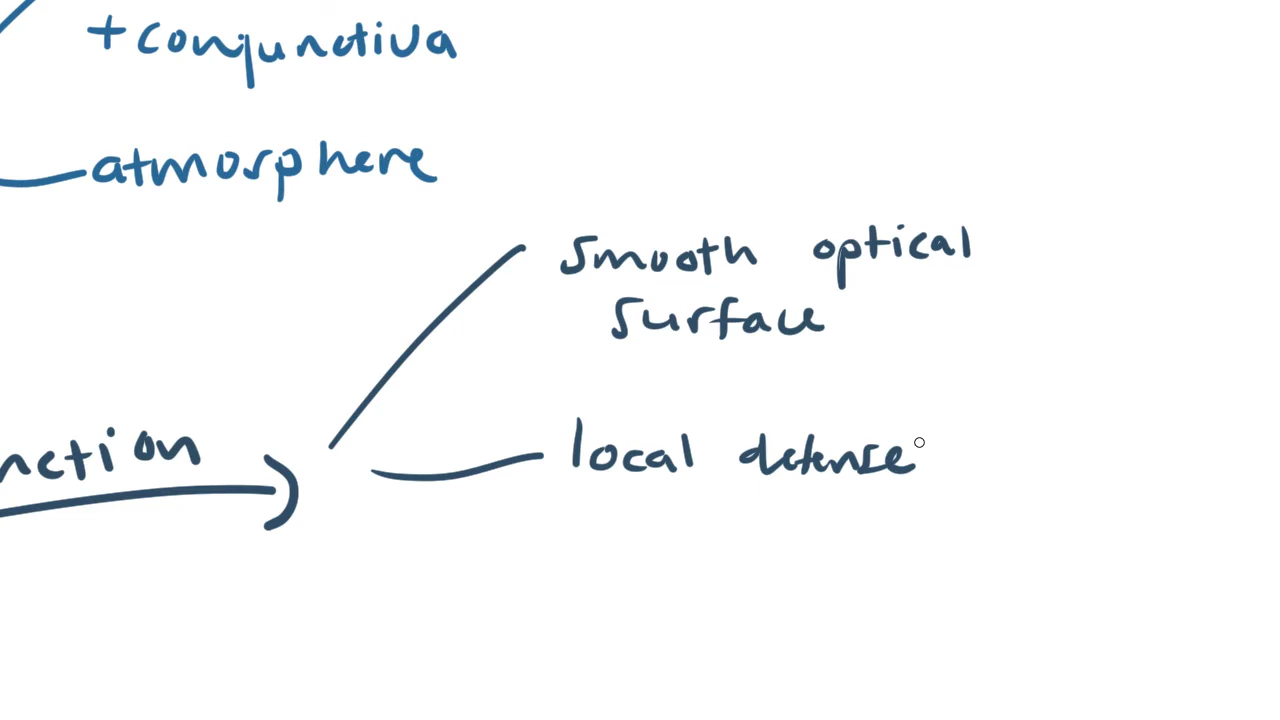 + conjunctiva
atmosphere
smooth optical
surface
nction
local defense